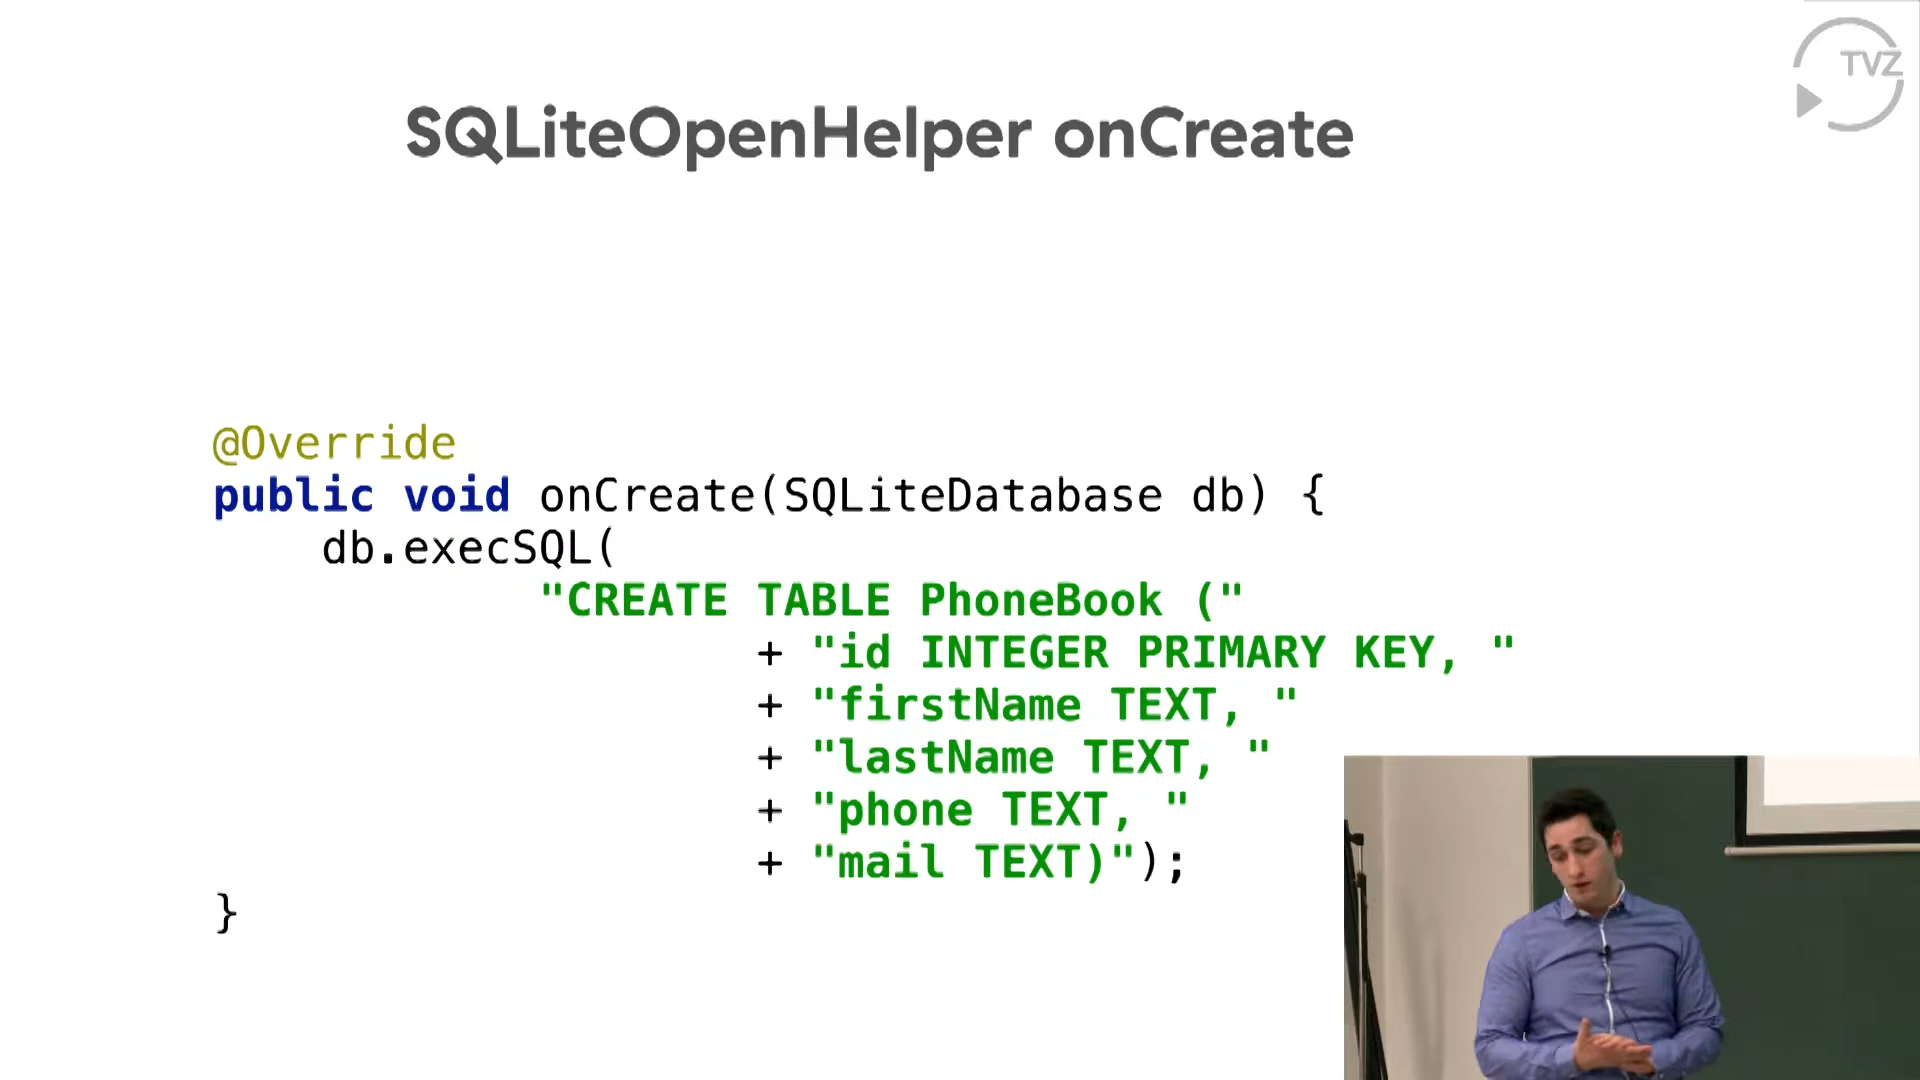 TVZ
SQLiteOpenHelper onCreate
@Override
public void onCreate(SQLiteDatabase db) {
db.execSQL(
"CREATE TABLE PhoneBook ("
+ "id INTEGER PRIMARY KEY, "
+ "firstName TEXT, "
+ "lastName TEXT, "
+ "phone TEXT, "
+ "mail TEXT)");
}